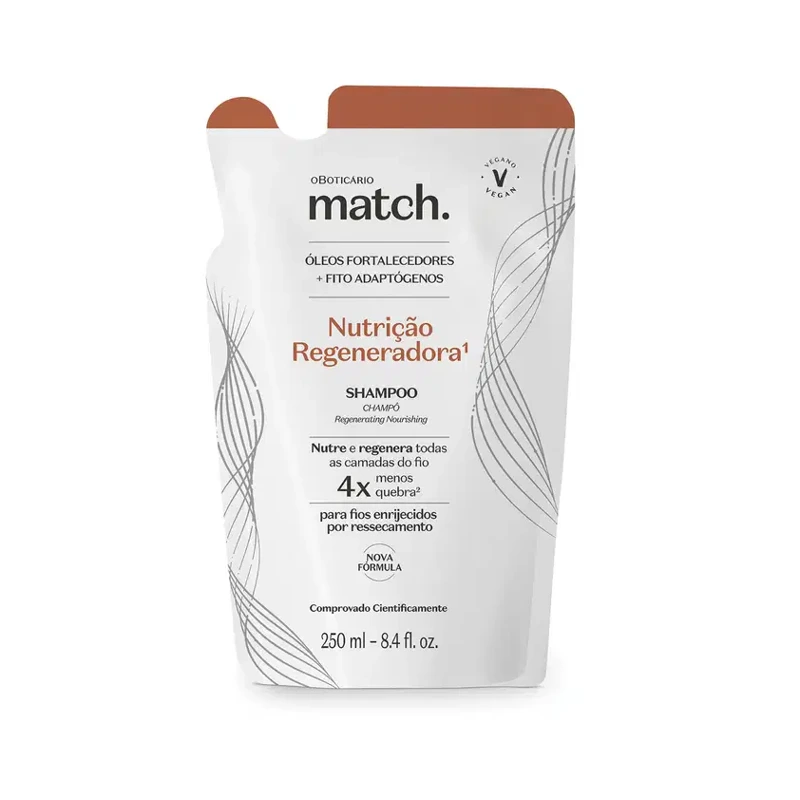 oBOTICÁRIO
match.
VEGANO
V
VEGAN
ÓLEOS FORTALECEDORES
+ FITO ADAPTÓGENOS
Nutrição
Regeneradora¹
SHAMPOO
CHAMPÔ
Regenerating Nourishing
Nutre e regenera todas
as camadas do fio
4x menos
quebra²
para fios enrijecidos
por ressecamento
NOVA
FÓRMULA
Comprovado Cientificamente
250 ml – 8.4 fl. oz.